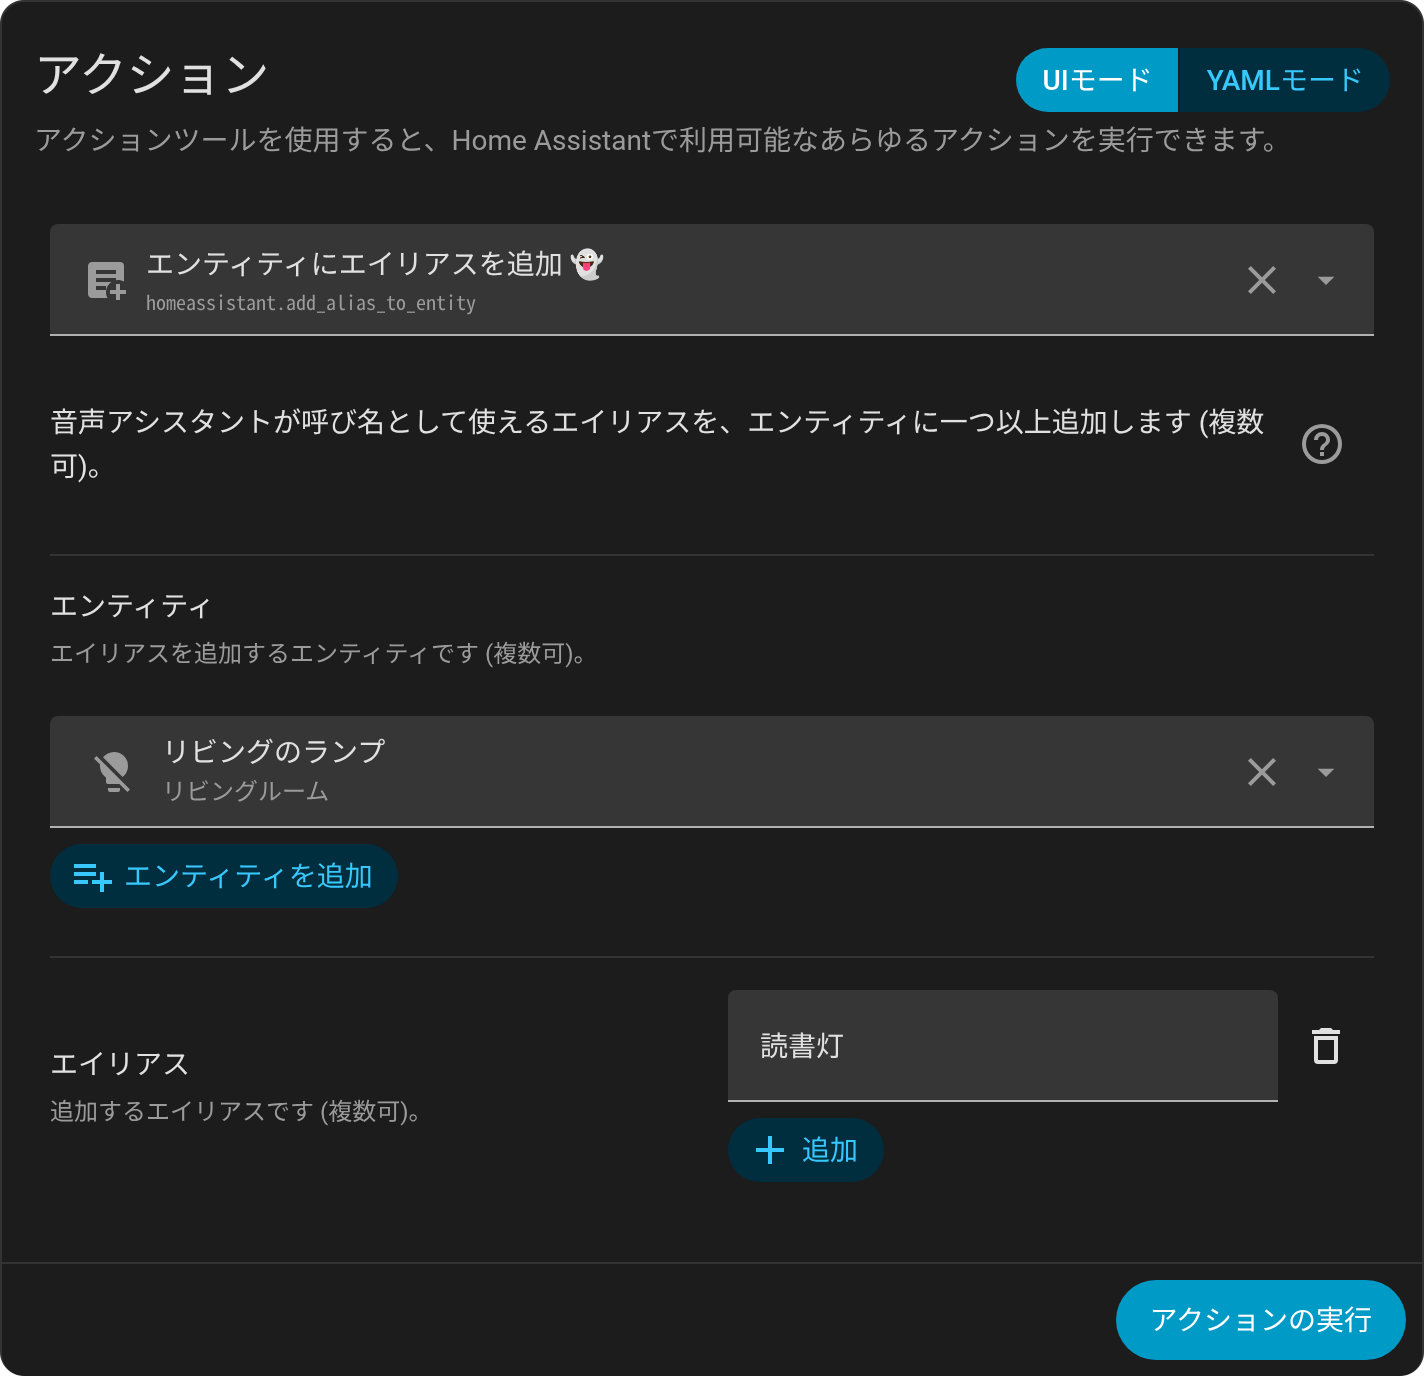 アクション
UIモード
YAMLモード
アクションツールを使用すると、Home Assistantで利用可能なあらゆるアクションを実行できます。
エンティティにエイリアスを追加 👻
homeassistant.add_alias_to_entity
音声アシスタントが呼び名として使えるエイリアスを、エンティティに一つ以上追加します (複数
可)。
エンティティ
エイリアスを追加するエンティティです (複数可)。
リビングのランプ
リビングルーム
エンティティを追加
エイリアス
追加するエイリアスです (複数可)。
読書灯
追加
アクションの実行